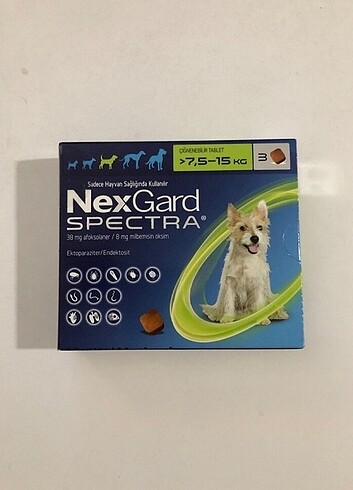 ÇİĞNENEBİLİR TABLET
>7,5–15 KG
3
Sadece Hayvan Sağlığında Kullanılır
NexGard
SPECTRA®
38 mg afoksolaner / 8 mg milbemisin oksim
Ektoparaziter/Endektosit